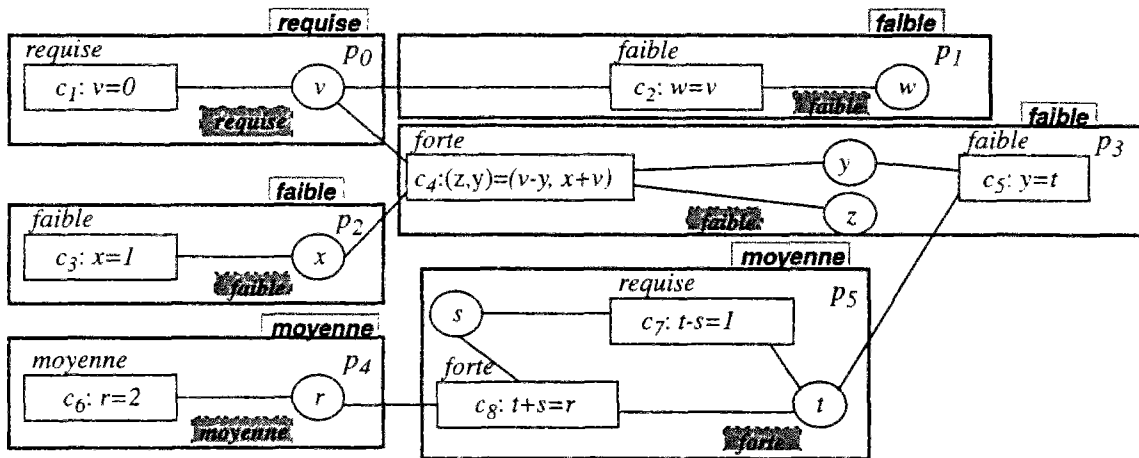 requise
requise
p0
c1: v=0
v
requise
faible
faible
p1
c2: w=v
faible
w
faible
forte
faible
p3
c4:(z,y)=(v-y, x+v)
y
z
c5: y=t
faible
faible
faible
p2
c3: x=1
x
faible
moyenne
requise
p5
s
c7: t-s=1
forte
c8: t+s=r
t
forte
moyenne
moyenne
p4
c6: r=2
r
moyenne